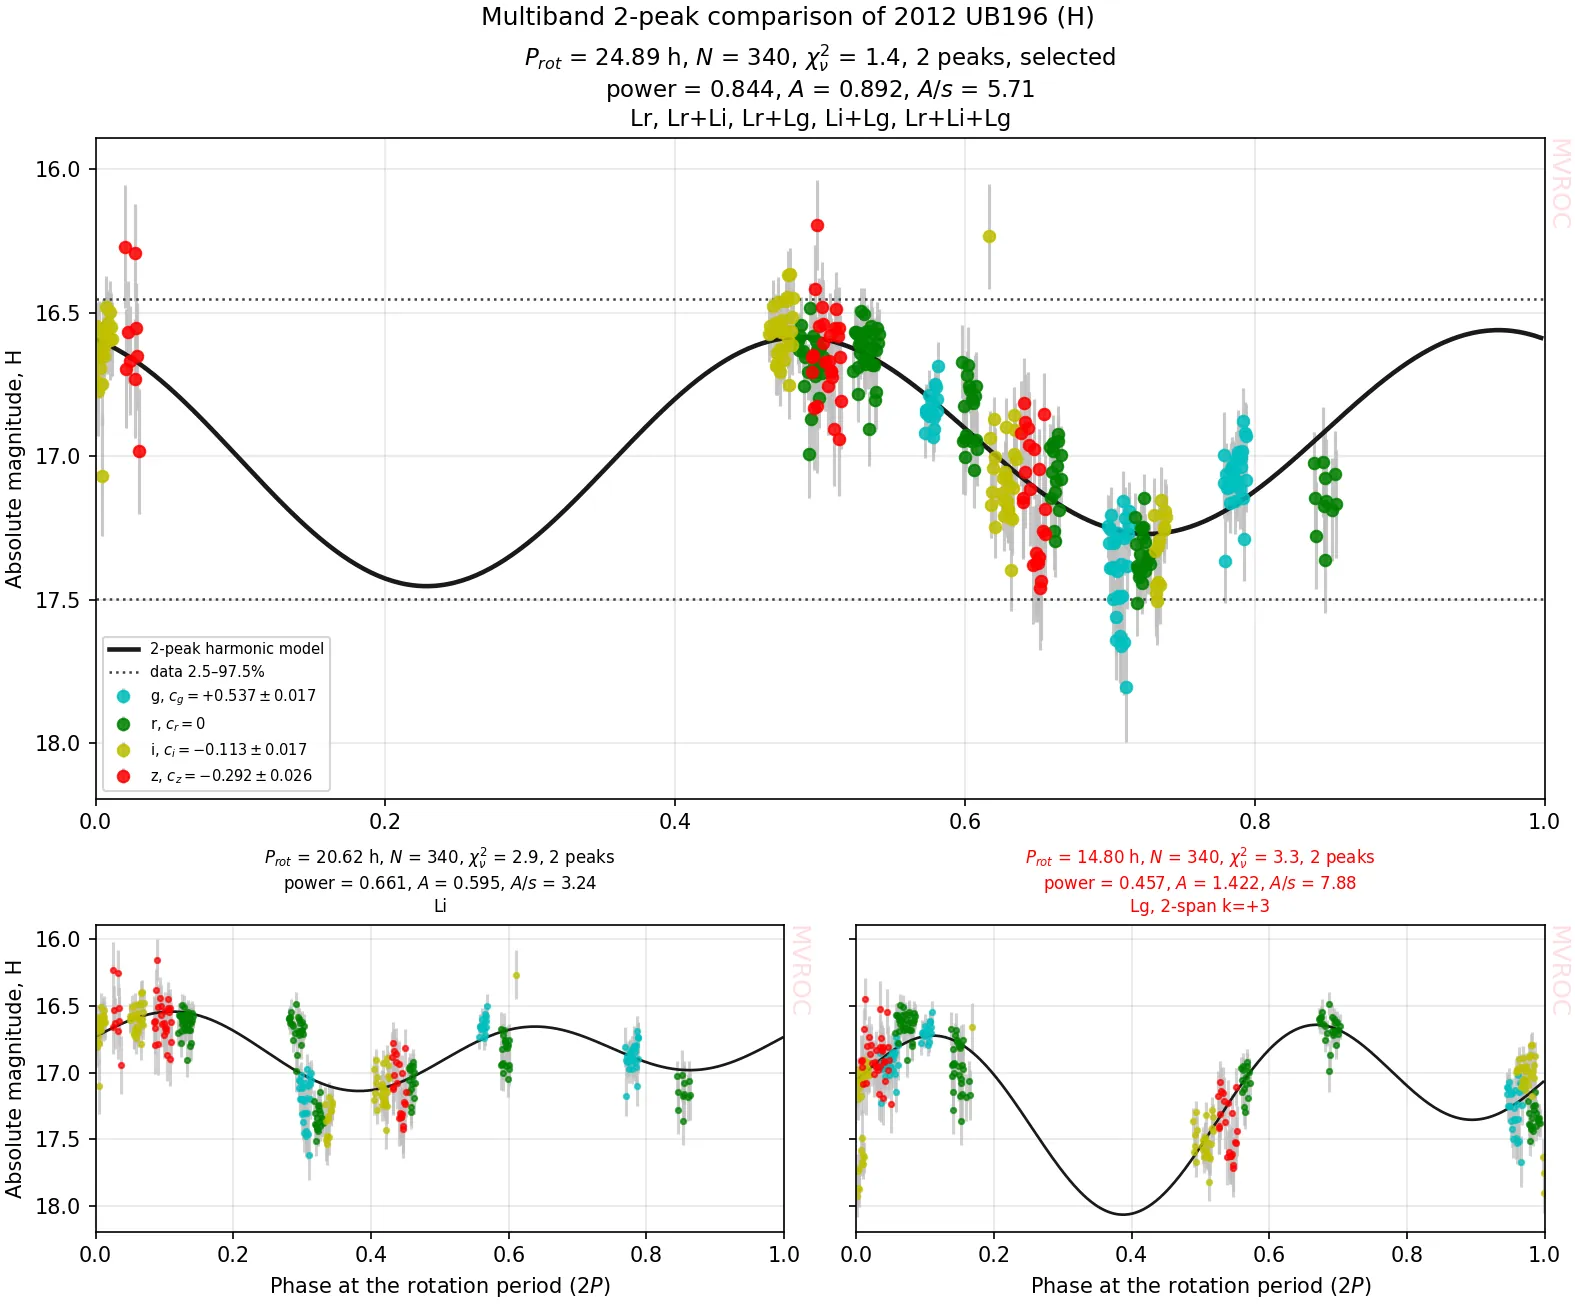 Multiband 2-peak comparison of 2012 UB196 (H)
P_rot = 24.89 h, N = 340, χ²_ν = 1.4, 2 peaks, selected
power = 0.844, A = 0.892, A/s = 5.71
Lr, Lr+Li, Lr+Lg, Li+Lg, Lr+Li+Lg
MVROC
Absolute magnitude, H
16.0
16.5
17.0
17.5
18.0
2-peak harmonic model
data 2.5–97.5%
g, c_g = +0.537 ± 0.017
r, c_r = 0
i, c_i = −0.113 ± 0.017
z, c_z = −0.292 ± 0.026
0.0 0.2 0.4 0.6 0.8 1.0
P_rot = 20.62 h, N = 340, χ²_ν = 2.9, 2 peaks
power = 0.661, A = 0.595, A/s = 3.24
Li
MVROC
Absolute magnitude, H
16.0
16.5
17.0
17.5
18.0
0.0 0.2 0.4 0.6 0.8 1.0
Phase at the rotation period (2P)
P_rot = 14.80 h, N = 340, χ²_ν = 3.3, 2 peaks
power = 0.457, A = 1.422, A/s = 7.88
Lg, 2-span k=+3
MVROC
0.0 0.2 0.4 0.6 0.8 1.0
Phase at the rotation period (2P)